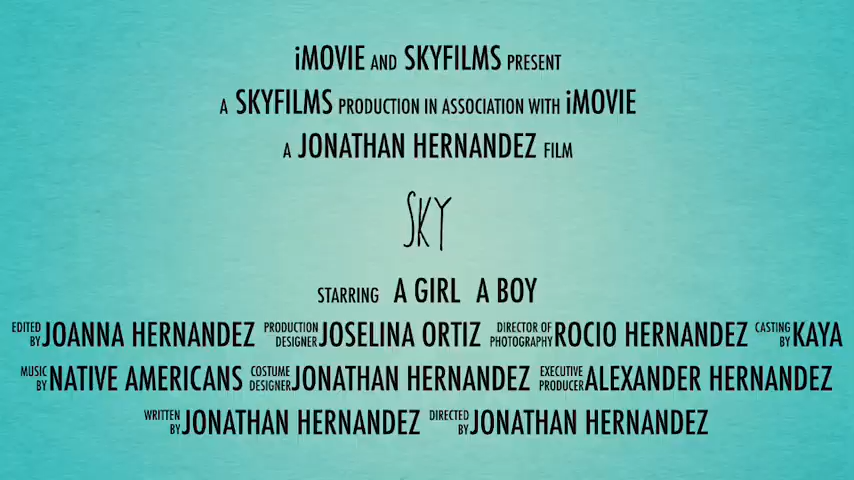 iMOVIE AND SKYFILMS PRESENT
A SKYFILMS PRODUCTION IN ASSOCIATION WITH iMOVIE
A JONATHAN HERNANDEZ FILM
SKY
STARRING A GIRL A BOY
EDITED BY JOANNA HERNANDEZ PRODUCTION DESIGNER JOSELINA ORTIZ DIRECTOR OF PHOTOGRAPHY ROCIO HERNANDEZ CASTING BY KAYA
MUSIC BY NATIVE AMERICANS COSTUME DESIGNER JONATHAN HERNANDEZ EXECUTIVE PRODUCER ALEXANDER HERNANDEZ
WRITTEN BY JONATHAN HERNANDEZ DIRECTED BY JONATHAN HERNANDEZ